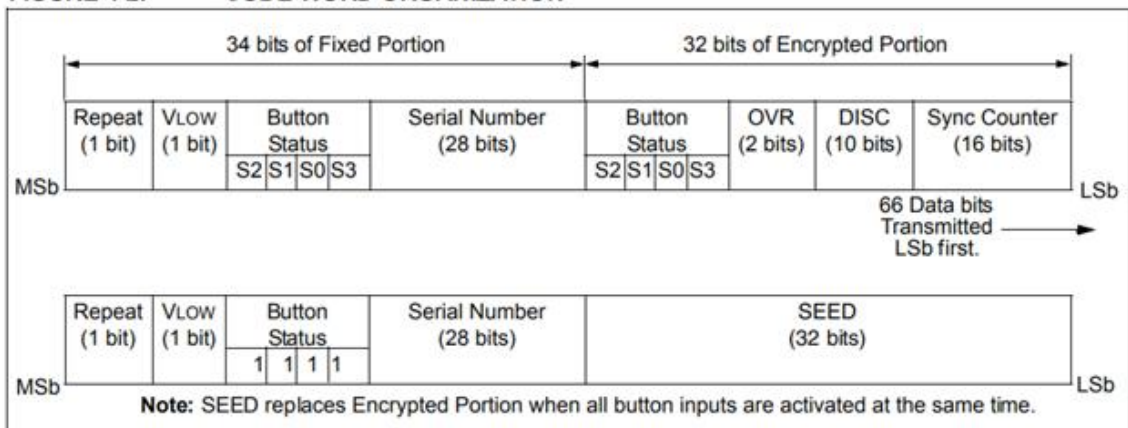 34 bits of Fixed Portion 32 bits of Encrypted Portion
Repeat VLOW Button Serial Number Button OVR DISC Sync Counter
(1 bit) (1 bit) Status (28 bits) Status (2 bits) (10 bits) (16 bits)
S2 S1 S0 S3 S2 S1 S0 S3
MSb LSb
66 Data bits
Transmitted
LSb first.
Repeat VLOW Button Serial Number SEED
(1 bit) (1 bit) Status (28 bits) (32 bits)
1 1 1 1
MSb LSb
Note: SEED replaces Encrypted Portion when all button inputs are activated at the same time.